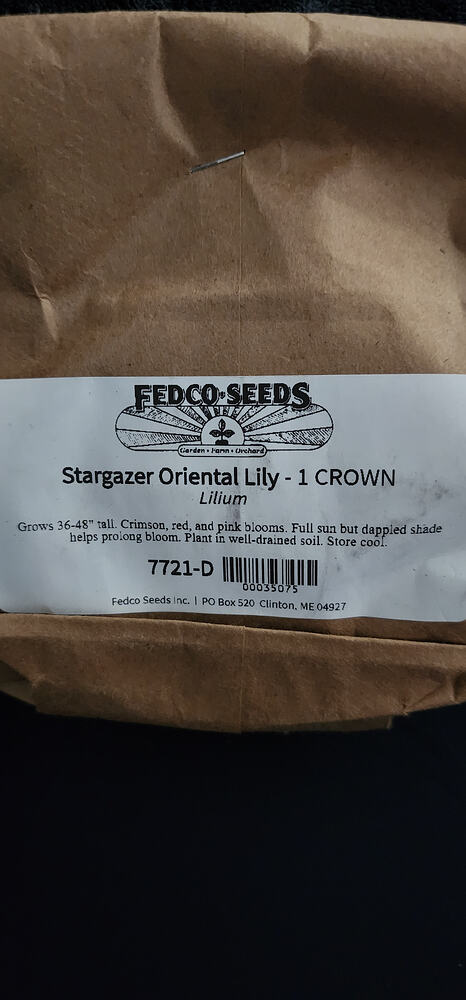 FEDCO·SEEDS
Garden • Farm • Orchard
Stargazer Oriental Lily - 1 CROWN
Lilium
Grows 36-48" tall. Crimson, red, and pink blooms. Full sun but dappled shade
helps prolong bloom. Plant in well-drained soil. Store cool.
7721-D
00035075
Fedco Seeds Inc. | PO Box 520 Clinton, ME 04927